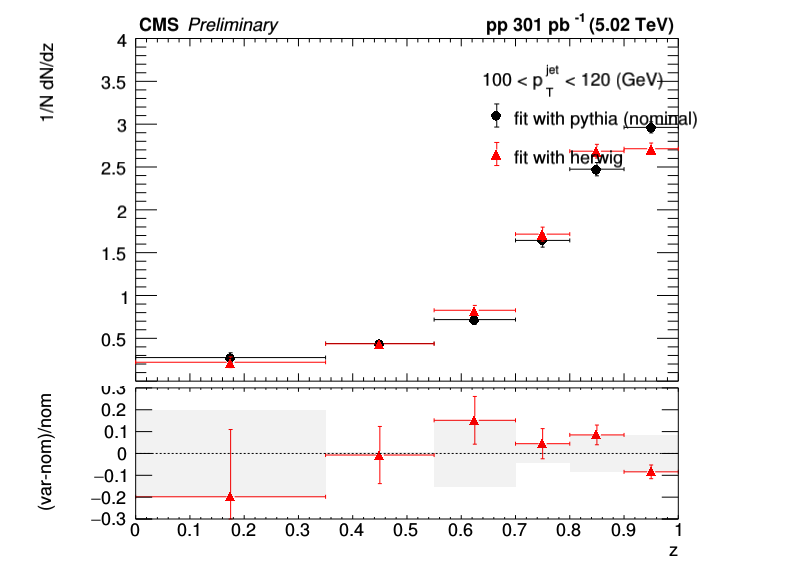 CMS Preliminary pp 301 pb -1 (5.02 TeV)
1/N dN/dz
4
3.5
3
2.5
2
1.5
1
0.5
100 < p T jet < 120 (GeV)
fit with pythia (nominal)
fit with herwig
(var-nom)/nom
0.3
0.2
0.1
0
−0.1
−0.2
−0.3
0 0.1 0.2 0.3 0.4 0.5 0.6 0.7 0.8 0.9 1
z